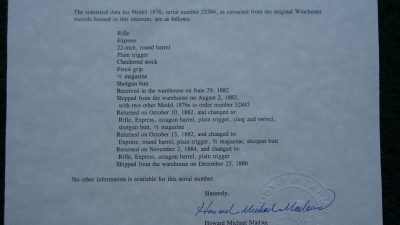 The statistical data for Model 1876, serial number 23384, as extracted from the original Winchester
records housed in this museum, are as follows:
Rifle
Express
22-inch, round barrel
Plain trigger
Checkered stock
Pistol grip
½ magazine
Shotgun butt
Received in the warehouse on June 29, 1882
Shipped from the warehouse on August 2, 1882,
with two other Model 1876s to order number 32845
Returned on October 10, 1882, and changed to:
Rifle, Express, octagon barrel, plain trigger, sling and swivel,
shotgun butt, ½ magazine
Returned on October 13, 1882, and changed to:
Express, round barrel, plain trigger, ½ magazine, shotgun butt
Returned on November 2, 1884, and changed to:
Rifle, Express, octagon barrel, plain trigger
Shipped from the warehouse on December 23, 1886
No other information is available for this serial number.
Sincerely,
Howard Michael Madaus
Howard Michael Madaus